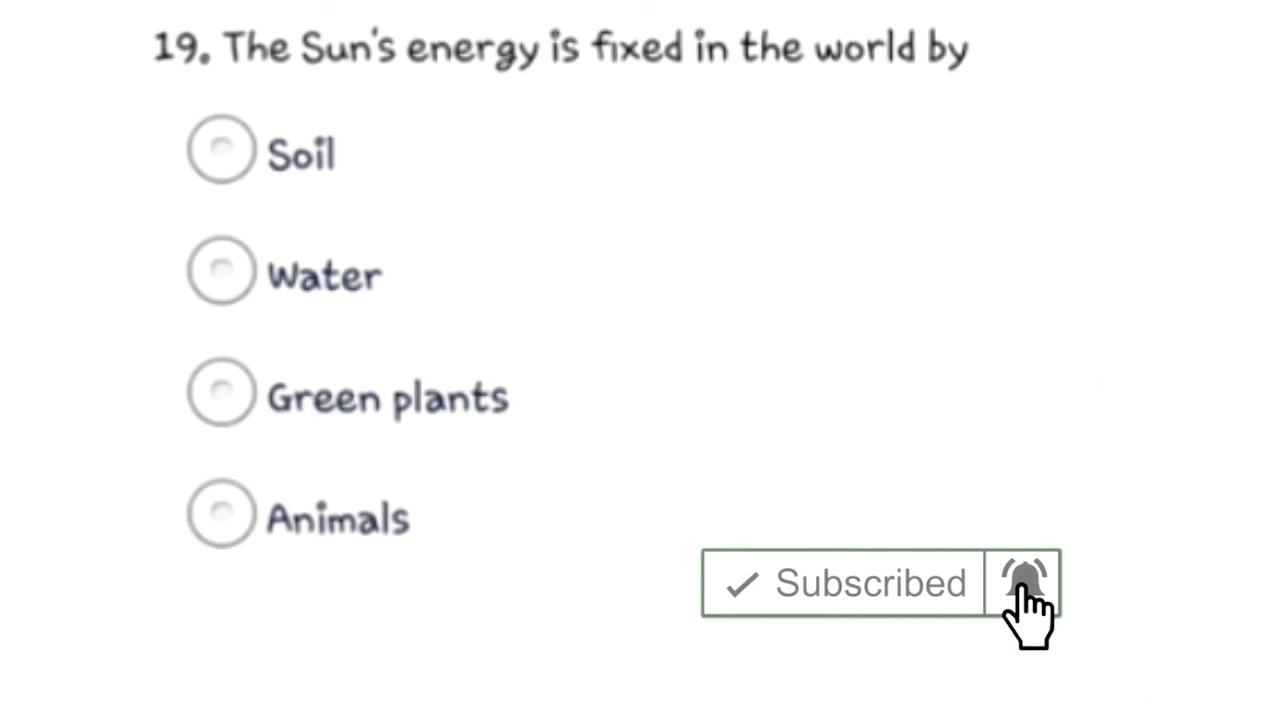 19. The Sun's energy is fixed in the world by
Soil
Water
Green plants
Animals
Subscribed